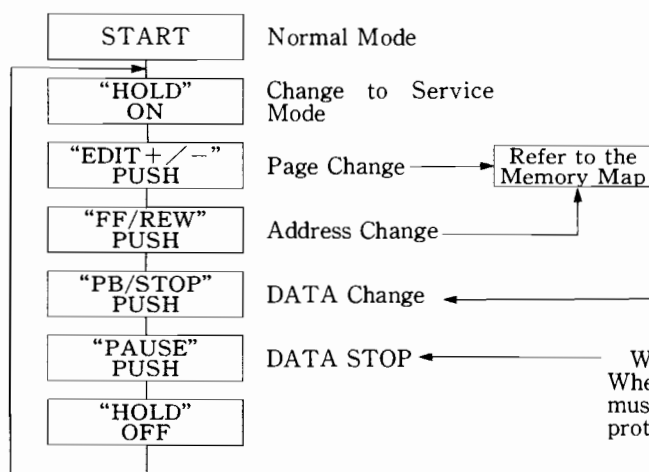 START
Normal Mode
“HOLD”
ON
Change to Service
Mode
“EDIT＋／－”
PUSH
Page Change
Refer to the
Memory Map
“FF/REW”
PUSH
Address Change
“PB/STOP”
PUSH
DATA Change
“PAUSE”
PUSH
DATA STOP
“HOLD”
OFF